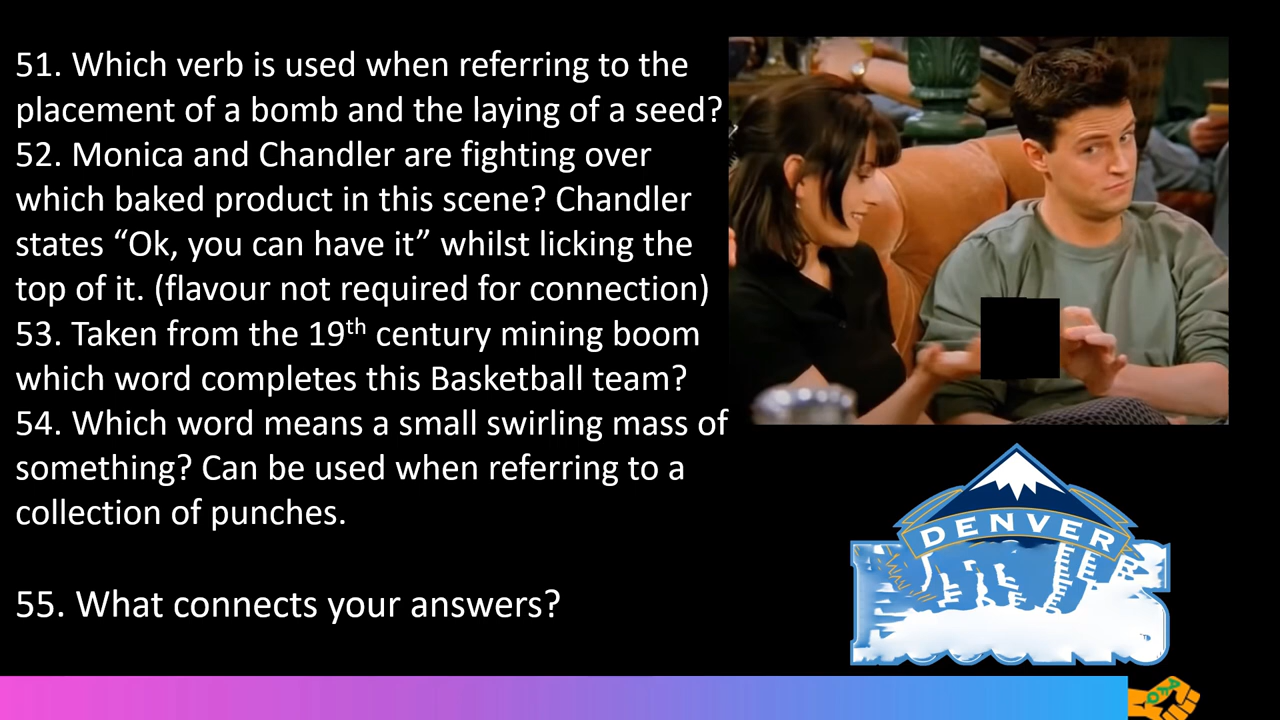 51. Which verb is used when referring to the
placement of a bomb and the laying of a seed?
52. Monica and Chandler are fighting over
which baked product in this scene? Chandler
states “Ok, you can have it” whilst licking the
top of it. (flavour not required for connection)
53. Taken from the 19th century mining boom
which word completes this Basketball team?
54. Which word means a small swirling mass of
something? Can be used when referring to a
collection of punches.
55. What connects your answers?
DENVER